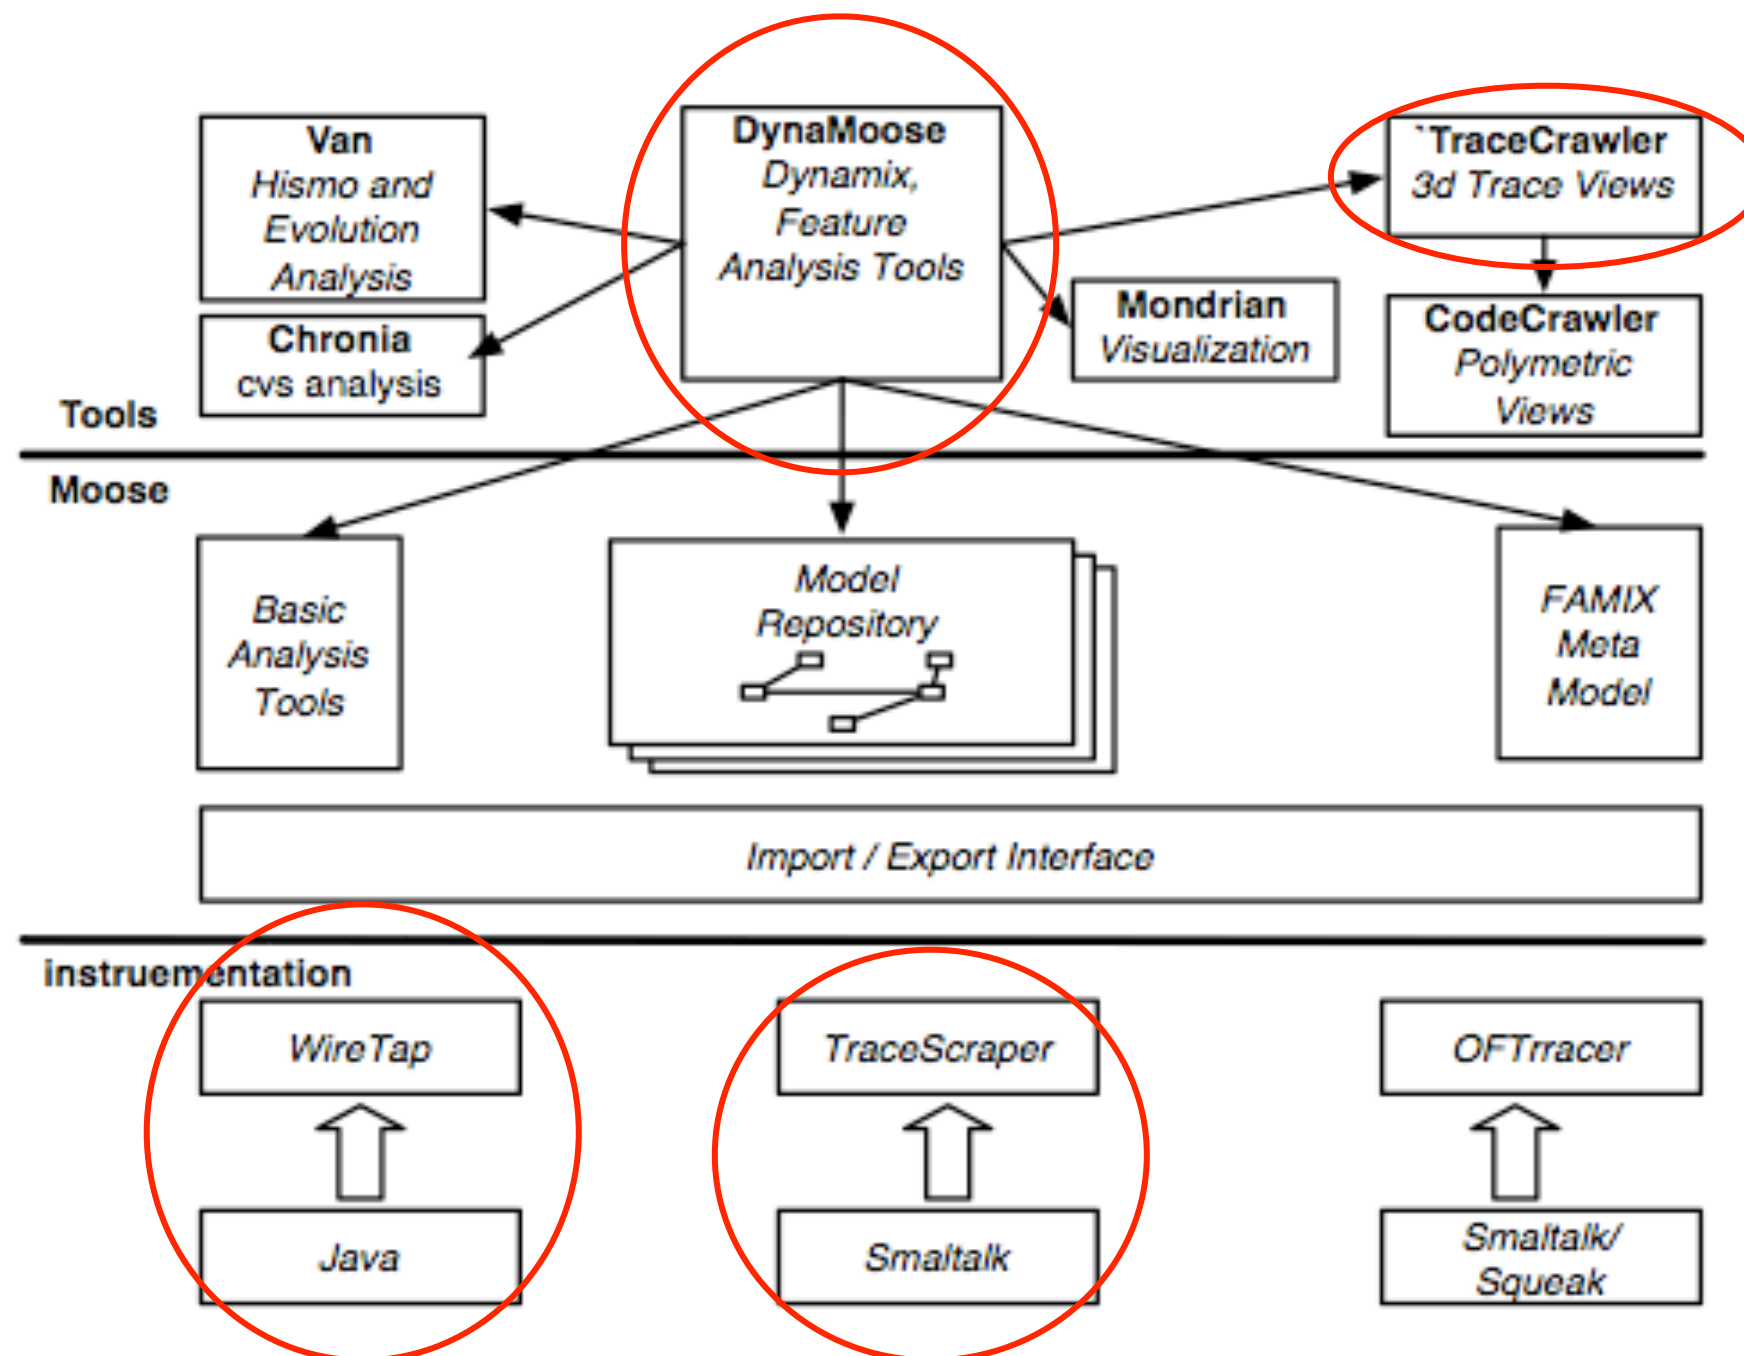 Van
Hismo and
Evolution
Analysis
Chronia
cvs analysis
DynaMoose
Dynamix,
Feature
Analysis Tools
`TraceCrawler
3d Trace Views
Mondrian
Visualization
CodeCrawler
Polymetric
Views
Tools
Moose
Basic
Analysis
Tools
Model
Repository
FAMIX
Meta
Model
Import / Export Interface
instruementation
WireTap
TraceScraper
OFTrracer
Java
Smaltalk
Smaltalk/
Squeak